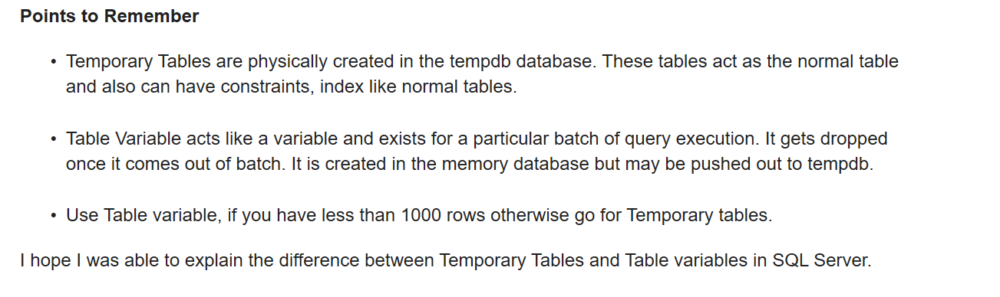 Points to Remember
• Temporary Tables are physically created in the tempdb database. These tables act as the normal table
and also can have constraints, index like normal tables.
• Table Variable acts like a variable and exists for a particular batch of query execution. It gets dropped
once it comes out of batch. It is created in the memory database but may be pushed out to tempdb.
• Use Table variable, if you have less than 1000 rows otherwise go for Temporary tables.
I hope I was able to explain the difference between Temporary Tables and Table variables in SQL Server.